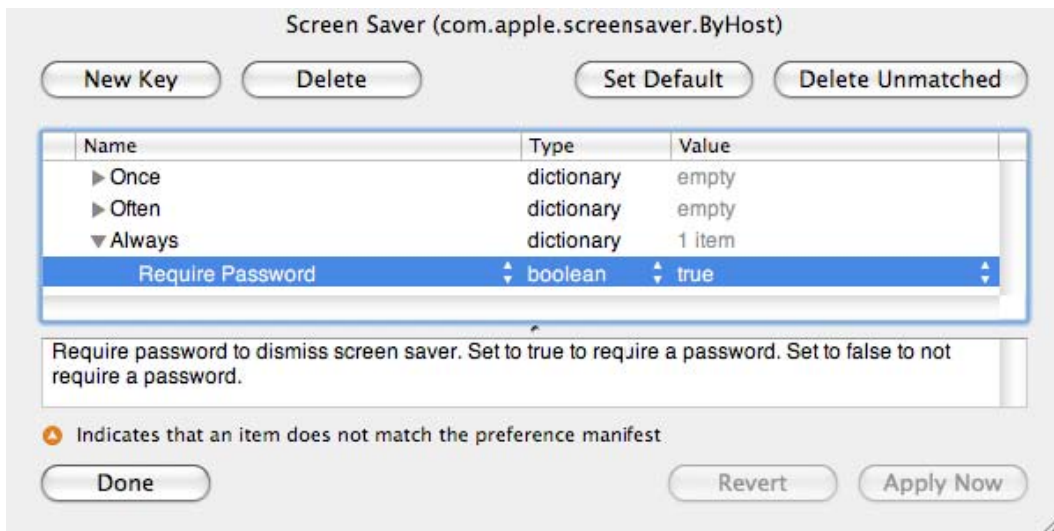 Screen Saver (com.apple.screensaver.ByHost)
New Key Delete Set Default Delete Unmatched
Name Type Value
Once dictionary empty
Often dictionary empty
Always dictionary 1 item
Require Password boolean true
Require password to dismiss screen saver. Set to true to require a password. Set to false to not
require a password.
Indicates that an item does not match the preference manifest
Done Revert Apply Now